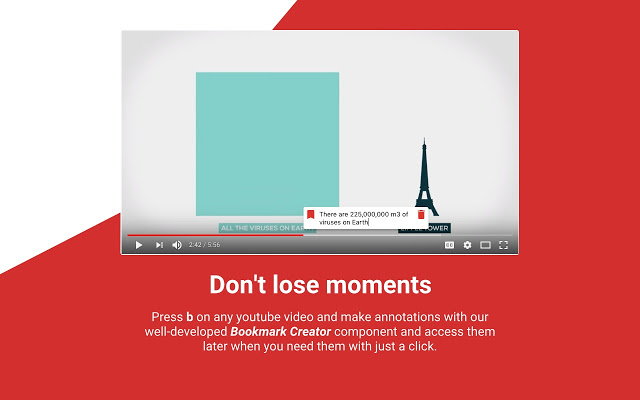 There are 225,000,000 m3 of
viruses on Earth
ALL THE VIRUSES ON EARTH
TOWER
2:42 / 5:56
Don't lose moments
Press b on any youtube video and make annotations with our
well-developed Bookmark Creator component and access them
later when you need them with just a click.